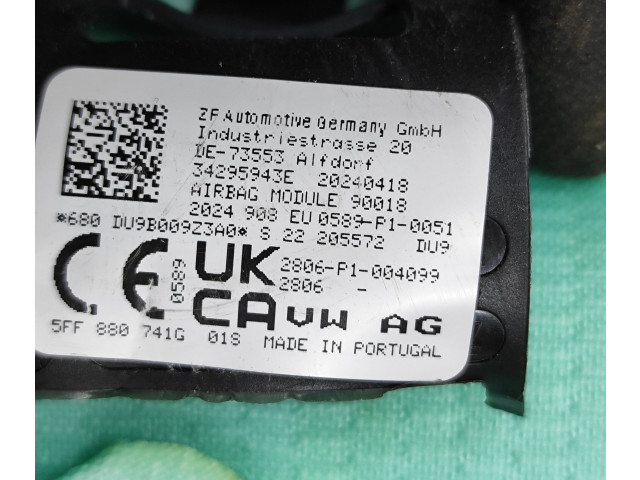 ZF Automotive Germany GmbH
Industriestrasse 20
DE-73553 Alfdorf
34295943E 20240418
AIRBAG MODULE 90018
2024 908 EU 0589-P1-0051
*680 DU9B009Z3A0* S 22 205572 DU9
CE 0589 UK CA 2806-P1-004099
2806 -
VW AG
5FF 880 741G 01S MADE IN PORTUGAL